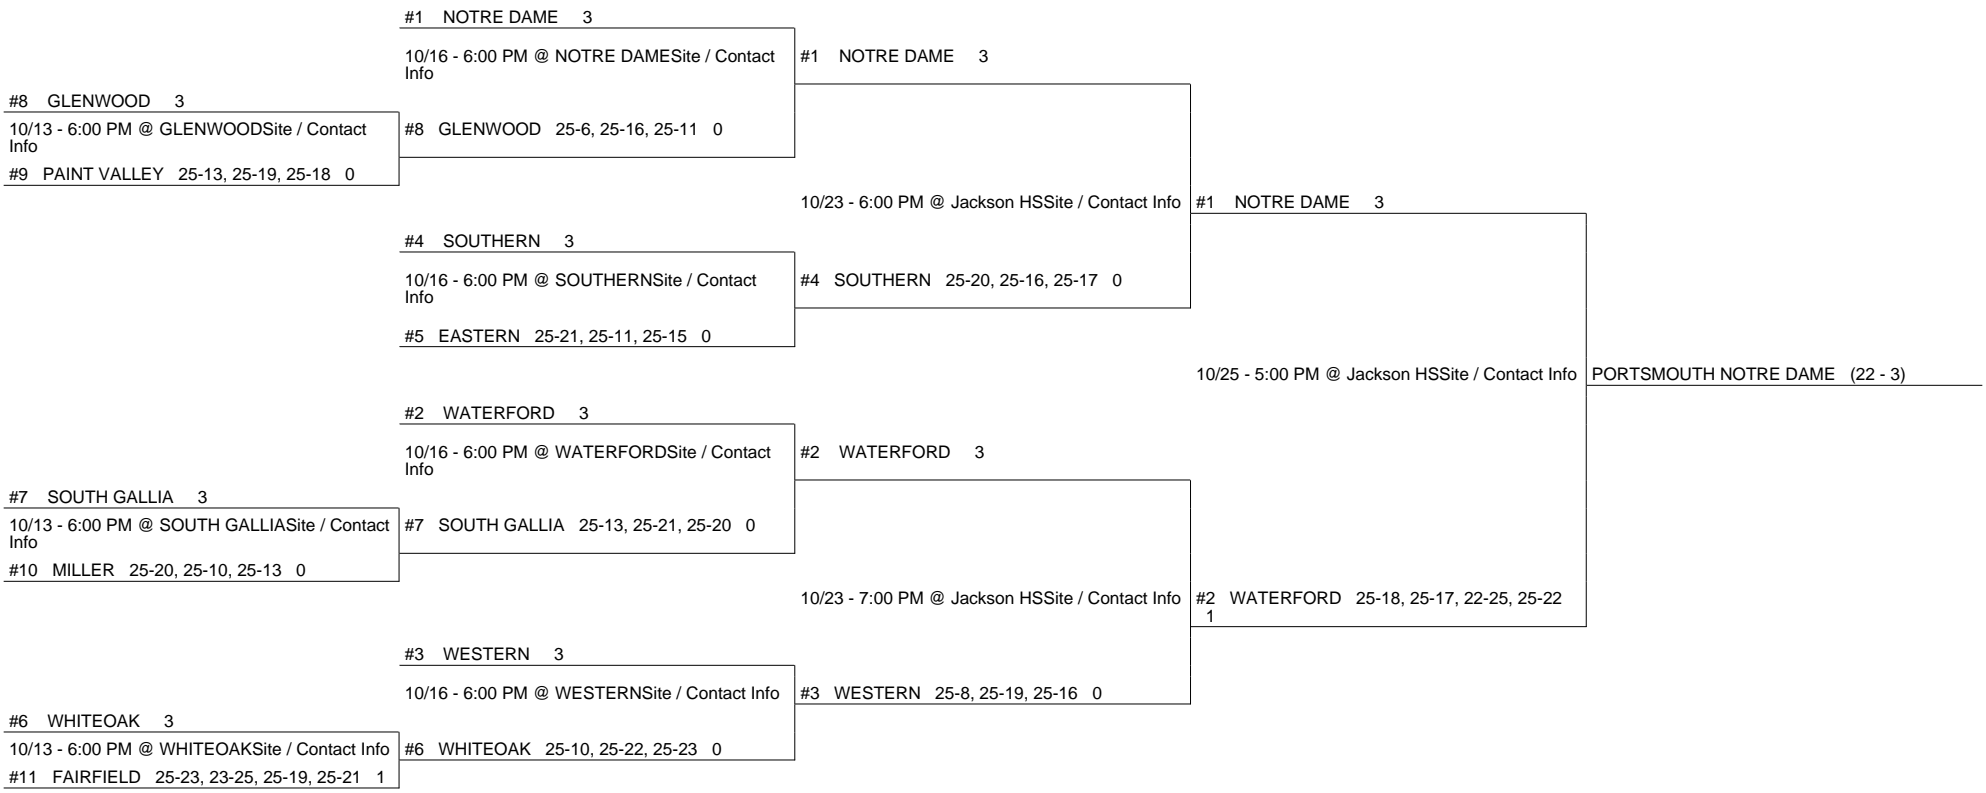 #1 NOTRE DAME 3
10/16 - 6:00 PM @ NOTRE DAMESite / Contact
Info
#8 GLENWOOD 25-6, 25-16, 25-11 0
#8 GLENWOOD 3
10/13 - 6:00 PM @ GLENWOODSite / Contact
Info
#9 PAINT VALLEY 25-13, 25-19, 25-18 0
#1 NOTRE DAME 3
10/23 - 6:00 PM @ Jackson HSSite / Contact Info
#4 SOUTHERN 25-20, 25-16, 25-17 0
#4 SOUTHERN 3
10/16 - 6:00 PM @ SOUTHERNSite / Contact
Info
#5 EASTERN 25-21, 25-11, 25-15 0
#1 NOTRE DAME 3
10/25 - 5:00 PM @ Jackson HSSite / Contact Info
#2 WATERFORD 25-18, 25-17, 22-25, 25-22
1
PORTSMOUTH NOTRE DAME (22 - 3)
#2 WATERFORD 3
10/16 - 6:00 PM @ WATERFORDSite / Contact
Info
#7 SOUTH GALLIA 25-13, 25-21, 25-20 0
#7 SOUTH GALLIA 3
10/13 - 6:00 PM @ SOUTH GALLIASite / Contact
Info
#10 MILLER 25-20, 25-10, 25-13 0
#2 WATERFORD 3
10/23 - 7:00 PM @ Jackson HSSite / Contact Info
#3 WESTERN 25-8, 25-19, 25-16 0
#3 WESTERN 3
10/16 - 6:00 PM @ WESTERNSite / Contact Info
#6 WHITEOAK 25-10, 25-22, 25-23 0
#6 WHITEOAK 3
10/13 - 6:00 PM @ WHITEOAKSite / Contact Info
#11 FAIRFIELD 25-23, 23-25, 25-19, 25-21 1